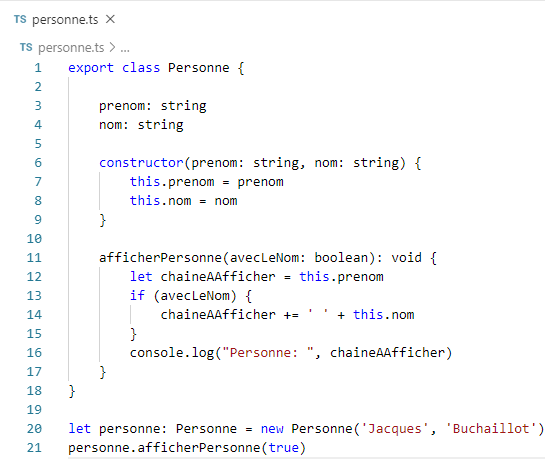 TS personne.ts ×
TS personne.ts > ...
1 export class Personne {
2
3 prenom: string
4 nom: string
5
6 constructor(prenom: string, nom: string) {
7 this.prenom = prenom
8 this.nom = nom
9 }
10
11 afficherPersonne(avecLeNom: boolean): void {
12 let chaineAAfficher = this.prenom
13 if (avecLeNom) {
14 chaineAAfficher += ' ' + this.nom
15 }
16 console.log("Personne: ", chaineAAfficher)
17 }
18 }
19
20 let personne: Personne = new Personne('Jacques', 'Buchaillot')
21 personne.afficherPersonne(true)